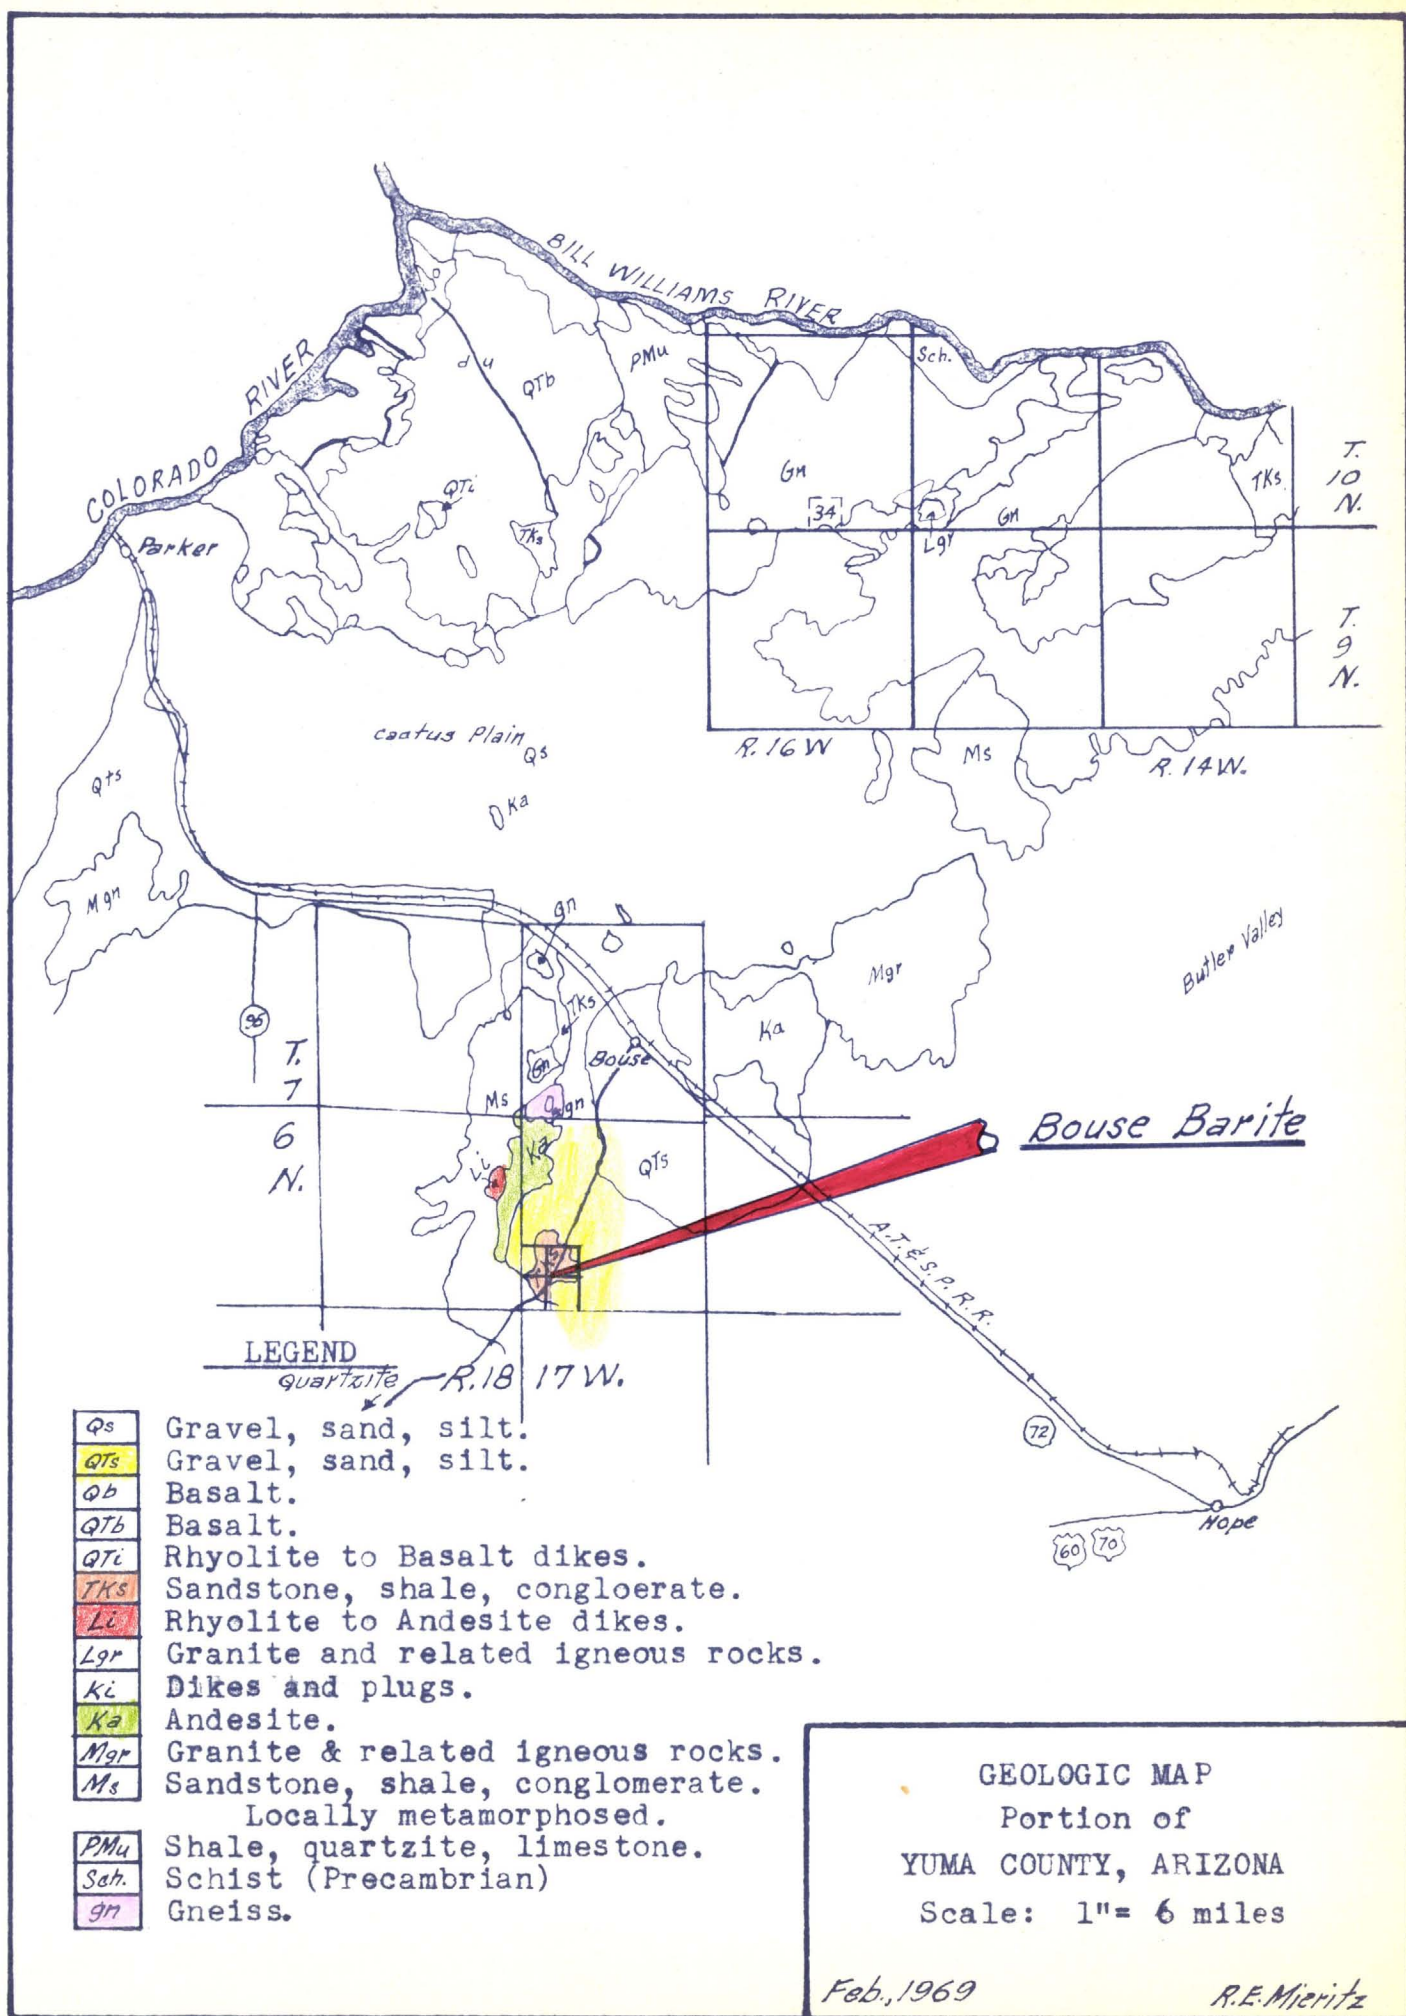 BILL WILLIAMS RIVER
COLORADO RIVER
Sch.
PMu
d u
QTb
Gn
T.
10
N.
TKs
QTi
34
Gn
TKs
Lgr
Parker
T.
9
N.
Cactus Plain
Qs
R. 16 W
Ms
R. 14 W.
Qts
Ka
Mgn
gn
Mgr
Butler Valley
95
TKs
Ka
T.
7
Gn
Bouse
Ms
gn
6
N.
Ka
QTs
Li
Bouse Barite
A.T. & S.P. R.R.
LEGEND
Quartzite
R.18 17 W.
72
Hope
60 70
Qs Gravel, sand, silt.
QTs Gravel, sand, silt.
Qb Basalt.
QTb Basalt.
QTi Rhyolite to Basalt dikes.
TKs Sandstone, shale, congloerate.
Li Rhyolite to Andesite dikes.
Lgr Granite and related igneous rocks.
Ki Dikes and plugs.
Ka Andesite.
Mgr Granite & related igneous rocks.
Ms Sandstone, shale, conglomerate.
Locally metamorphosed.
PMu Shale, quartzite, limestone.
Sch. Schist (Precambrian)
gn Gneiss.
GEOLOGIC MAP
Portion of
YUMA COUNTY, ARIZONA
Scale: 1"= 6 miles
Feb., 1969 R.E. Mieritz